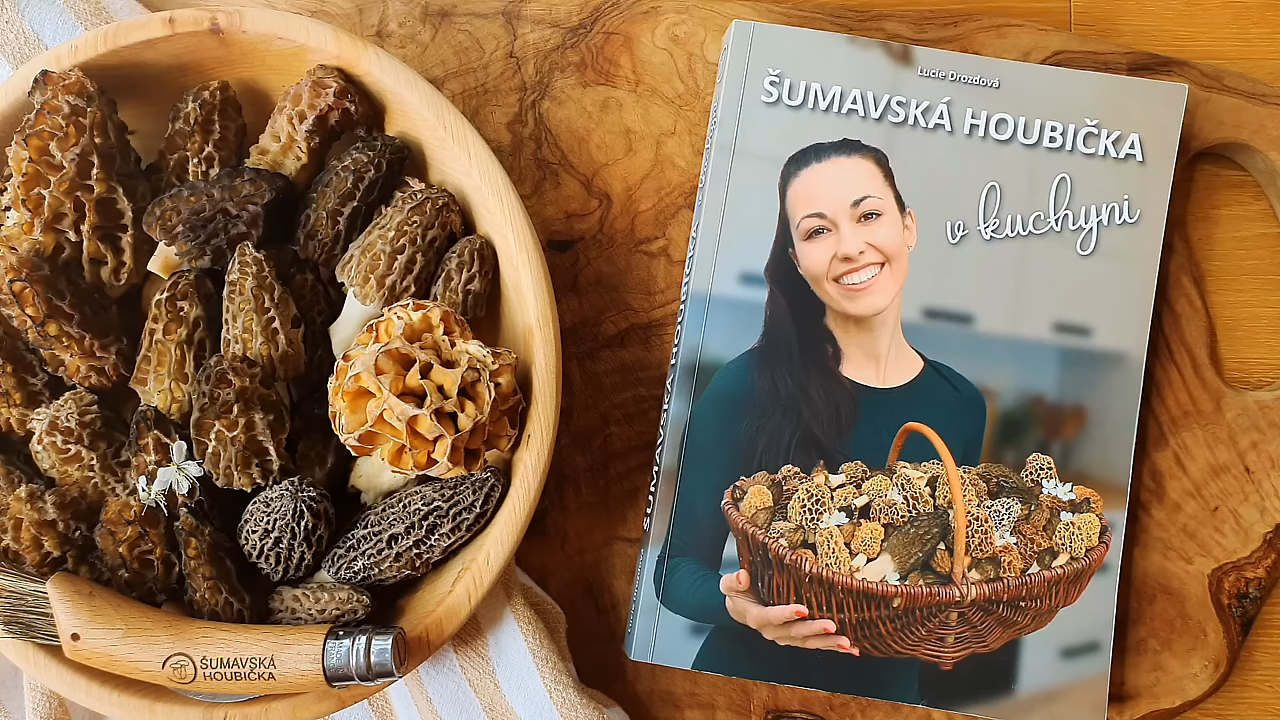 Lucie Drozdová
ŠUMAVSKÁ HOUBIČKA
v kuchyni
ŠUMAVSKÁ HOUBIČKA
ŠUMAVSKÁ
HOUBIČKA